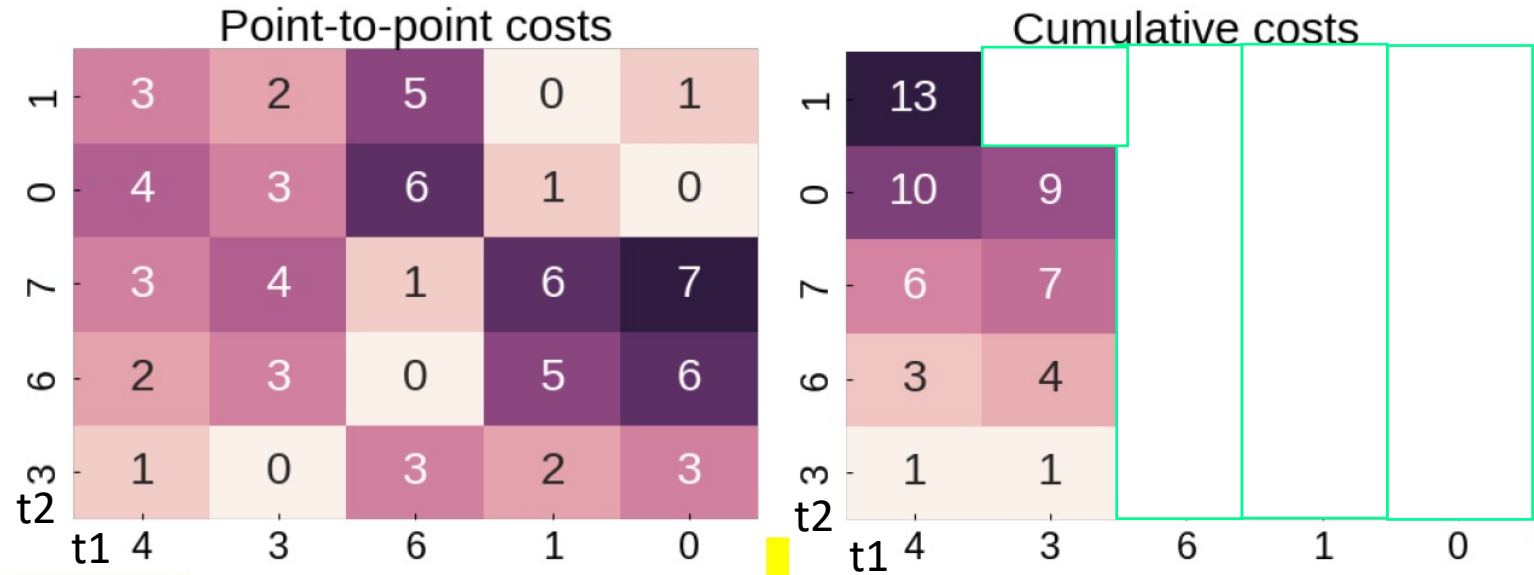 Point-to-point costs
1 3 2 5 0 1
0 4 3 6 1 0
7 3 4 1 6 7
6 2 3 0 5 6
3 1 0 3 2 3
t2
t1 4 3 6 1 0
Cumulative costs
1 13
0 10 9
7 6 7
6 3 4
3 1 1
t2
t1 4 3 6 1 0